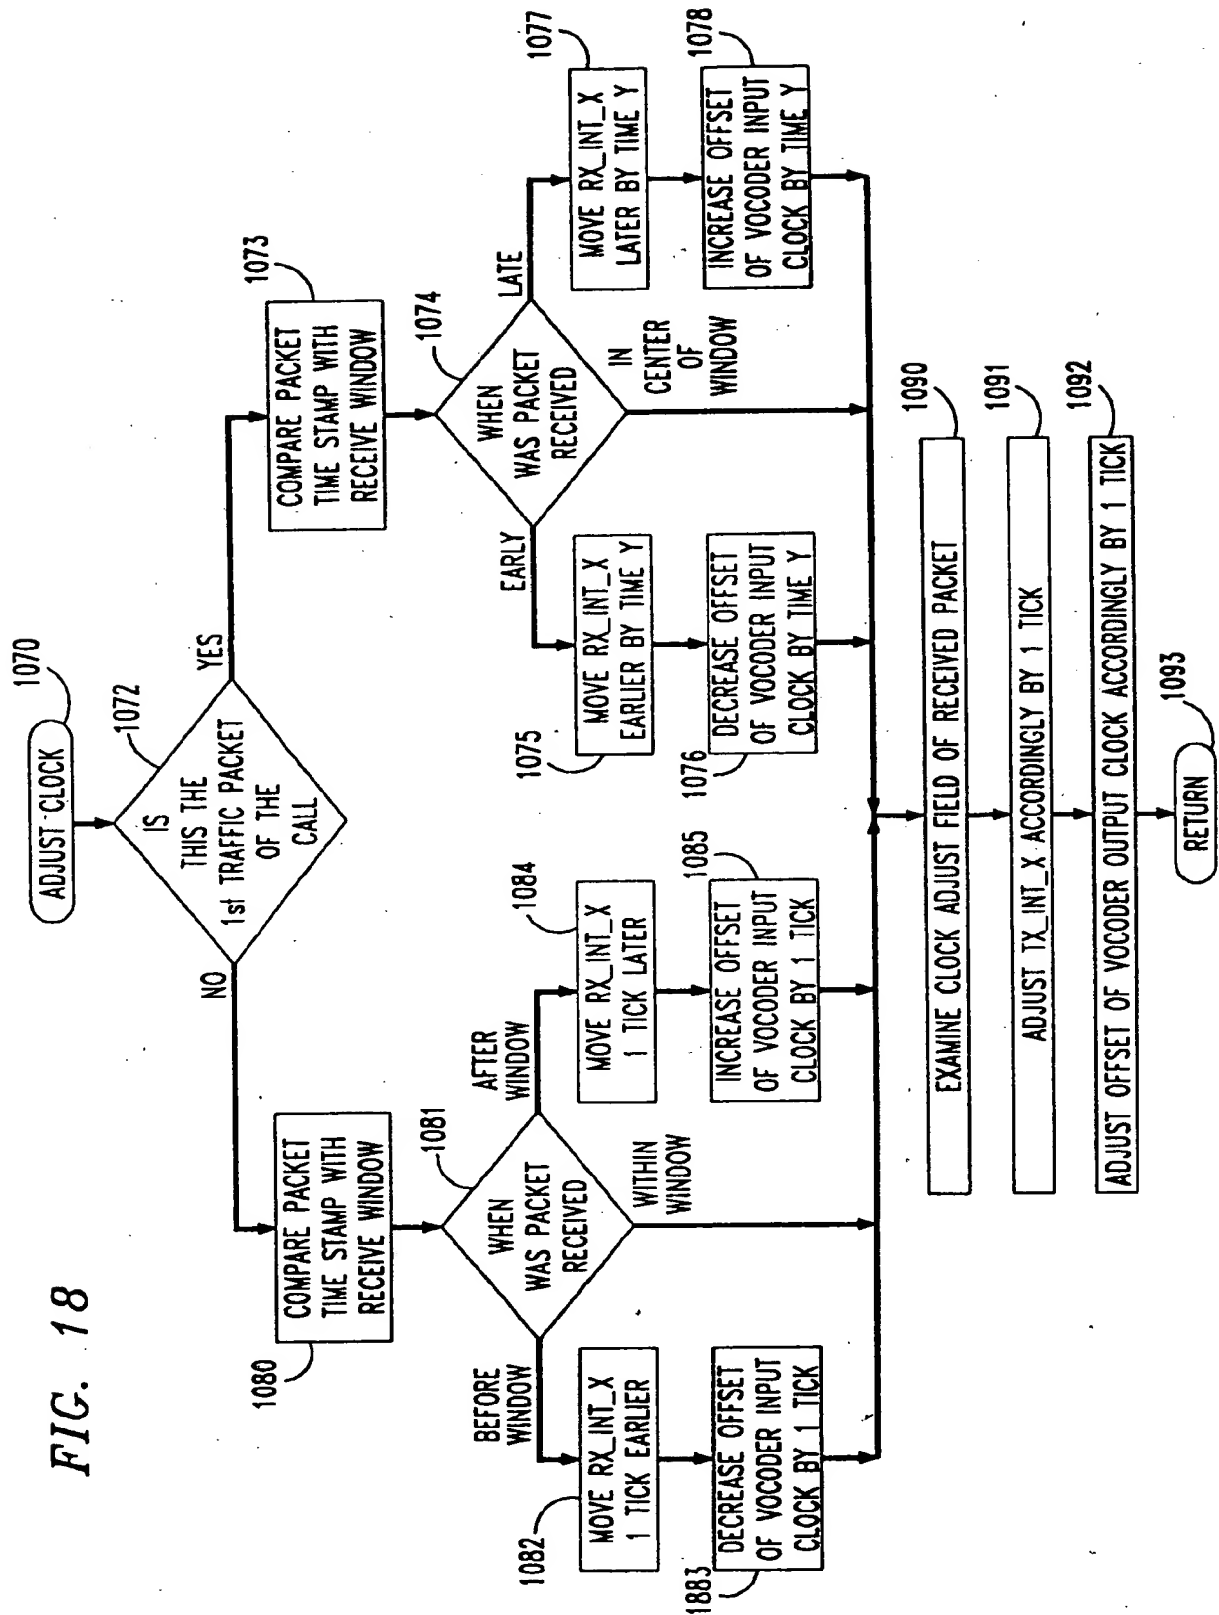 FIG. 18
ADJUST CLOCK
1070
IS
THIS THE
1st TRAFFIC PACKET
OF THE
CALL
1072
NO
YES
COMPARE PACKET
TIME STAMP WITH
RECEIVE WINDOW
1080
WHEN
WAS PACKET
RECEIVED
1081
BEFORE
WINDOW
AFTER
WINDOW
WITHIN
WINDOW
MOVE RX_INT_X
1 TICK EARLIER
1082
DECREASE OFFSET
OF VOCODER INPUT
CLOCK BY 1 TICK
1883
MOVE RX_INT_X
1 TICK LATER
1084
INCREASE OFFSET
OF VOCODER INPUT
CLOCK BY 1 TICK
1085
COMPARE PACKET
TIME STAMP WITH
RECEIVE WINDOW
1073
WHEN
WAS PACKET
RECEIVED
1074
EARLY
LATE
IN
CENTER
OF
WINDOW
MOVE RX_INT_X
EARLIER BY TIME Y
1075
DECREASE OFFSET
OF VOCODER INPUT
CLOCK BY TIME Y
1076
MOVE RX_INT_X
LATER BY TIME Y
1077
INCREASE OFFSET
OF VOCODER INPUT
CLOCK BY TIME Y
1078
EXAMINE CLOCK ADJUST FIELD OF RECEIVED PACKET
1090
ADJUST TX_INT_X ACCORDINGLY BY 1 TICK
1091
ADJUST OFFSET OF VOCODER OUTPUT CLOCK ACCORDINGLY BY 1 TICK
1092
RETURN
1093